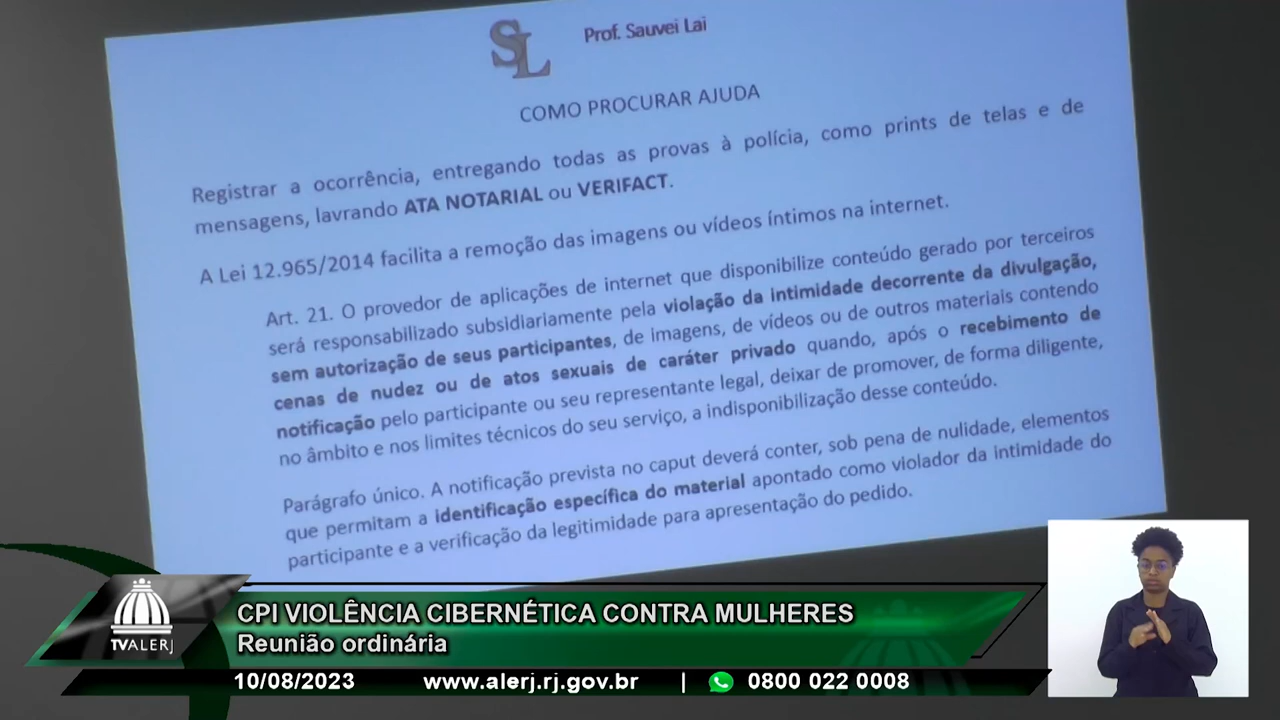 SL
Prof. Sauvei Lai
COMO PROCURAR AJUDA
Registrar a ocorrência, entregando todas as provas à polícia, como prints de telas e de
mensagens, lavrando ATA NOTARIAL ou VERIFACT.
A Lei 12.965/2014 facilita a remoção das imagens ou vídeos íntimos na internet.
Art. 21. O provedor de aplicações de internet que disponibilize conteúdo gerado por terceiros
será responsabilizado subsidiariamente pela violação da intimidade decorrente da divulgação,
sem autorização de seus participantes, de imagens, de vídeos ou de outros materiais contendo
cenas de nudez ou de atos sexuais de caráter privado quando, após o recebimento de
notificação pelo participante ou seu representante legal, deixar de promover, de forma diligente,
no âmbito e nos limites técnicos do seu serviço, a indisponibilização desse conteúdo.
Parágrafo único. A notificação prevista no caput deverá conter, sob pena de nulidade, elementos
que permitam a identificação específica do material apontado como violador da intimidade do
participante e a verificação da legitimidade para apresentação do pedido.
TVALERJ
CPI VIOLÊNCIA CIBERNÉTICA CONTRA MULHERES
Reunião ordinária
10/08/2023 www.alerj.rj.gov.br | 0800 022 0008